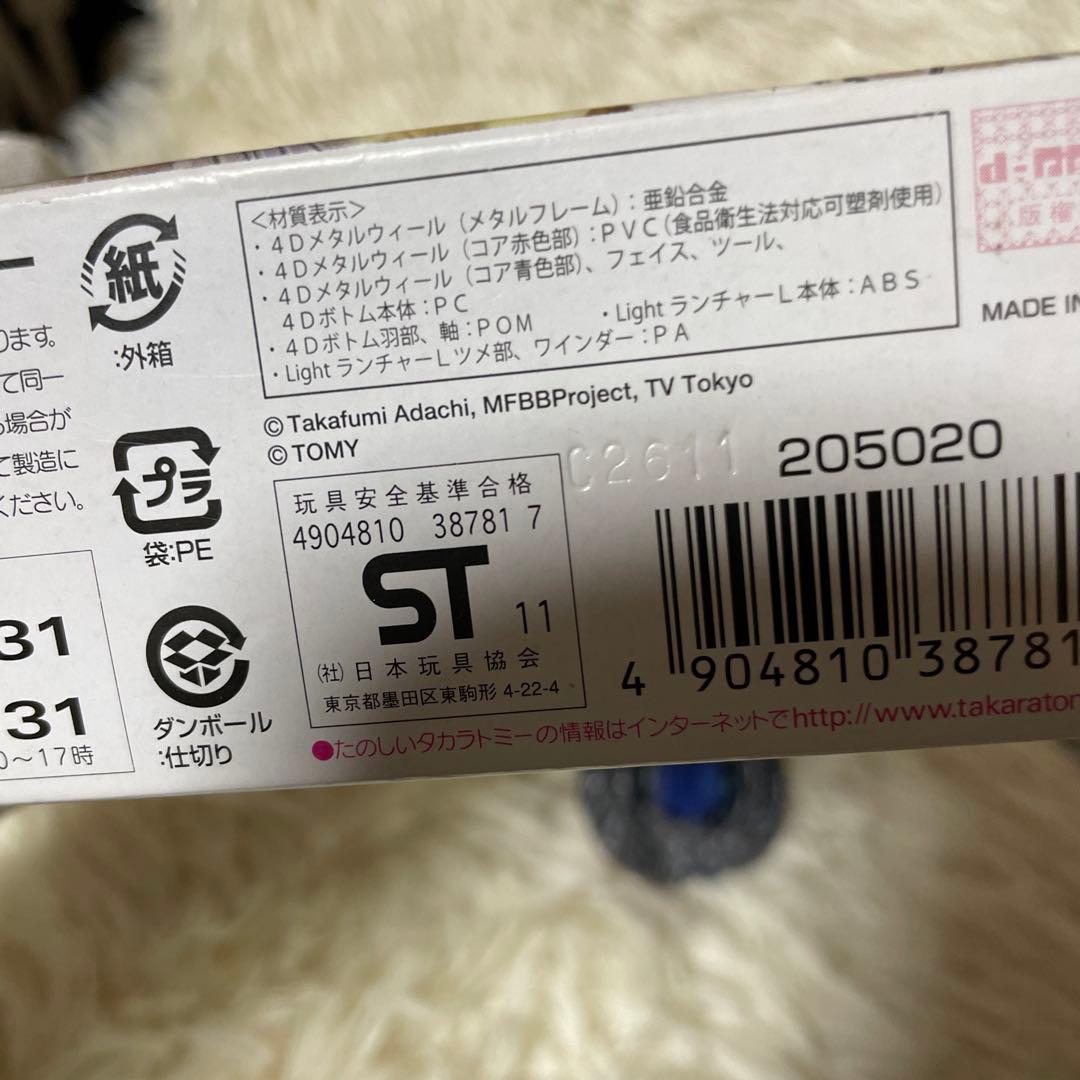 ー
ります。
て同一
る場合が
て製造に
ください。
31
31
0～17時
紙
:外箱
プラ
袋:PE
ダンボール
:仕切り
＜材質表示＞
・4Dメタルウィール（メタルフレーム）：亜鉛合金
・4Dメタルウィール（コア赤色部）：PVC（食品衛生法対応可塑剤使用）
・4Dメタルウィール（コア青色部）、フェイス、ツール、
4Dボトム本体：PC
・4Dボトム羽部、軸：POM ・LightランチャーL本体：ABS
・LightランチャーLツメ部、ワインダー：PA
©Takafumi Adachi, MFBBProject, TV Tokyo
©TOMY
C2611 205020
玩具安全基準合格
4904810 38781 7
ST 11
(社)日本玩具協会
東京都墨田区東駒形 4-22-4
4 904810 38781
●たのしいタカラトミーの情報はインターネットでhttp://www.takaratom
版権
MADE IN